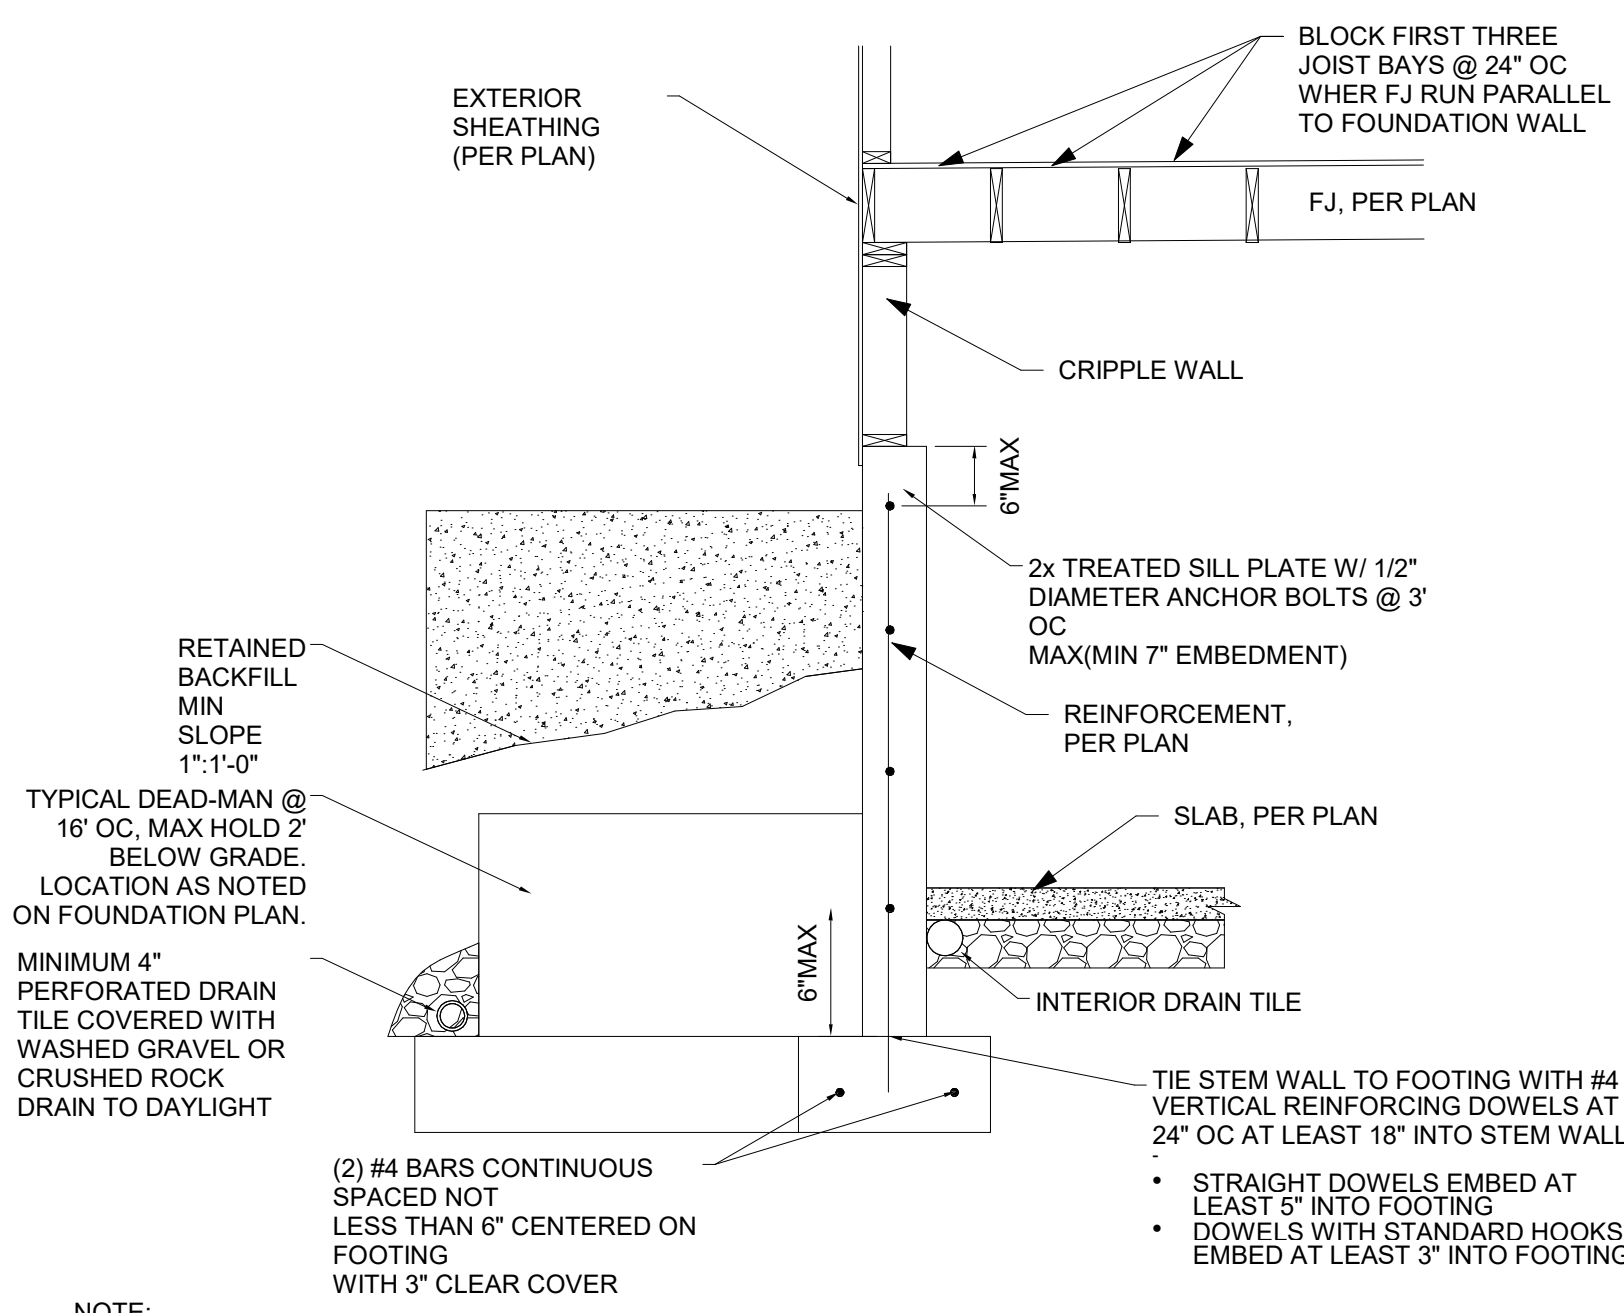 BLOCK FIRST THREE
JOIST BAYS @ 24" OC
WHER FJ RUN PARALLEL
TO FOUNDATION WALL
EXTERIOR
SHEATHING
(PER PLAN)
FJ, PER PLAN
CRIPPLE WALL
6"MAX
2x TREATED SILL PLATE W/ 1/2"
DIAMETER ANCHOR BOLTS @ 3'
OC
MAX(MIN 7" EMBEDMENT)
RETAINED
BACKFILL
MIN
SLOPE
1":1'-0"
REINFORCEMENT,
PER PLAN
TYPICAL DEAD-MAN @
16' OC, MAX HOLD 2'
BELOW GRADE.
LOCATION AS NOTED
ON FOUNDATION PLAN.
SLAB, PER PLAN
6"MAX
MINIMUM 4"
PERFORATED DRAIN
TILE COVERED WITH
WASHED GRAVEL OR
CRUSHED ROCK
DRAIN TO DAYLIGHT
INTERIOR DRAIN TILE
TIE STEM WALL TO FOOTING WITH #4
VERTICAL REINFORCING DOWELS AT
24" OC AT LEAST 18" INTO STEM WALL
-
• STRAIGHT DOWELS EMBED AT
LEAST 5" INTO FOOTING
• DOWELS WITH STANDARD HOOKS
EMBED AT LEAST 3" INTO FOOTING
(2) #4 BARS CONTINUOUS
SPACED NOT
LESS THAN 6" CENTERED ON
FOOTING
WITH 3" CLEAR COVER
NOTE: